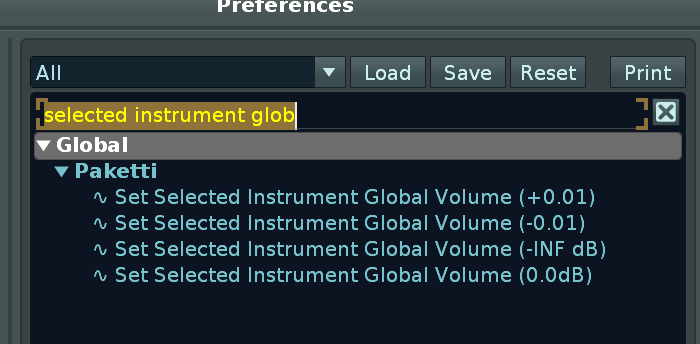 Preferences
All Load Save Reset Print
selected instrument glob
Global
Paketti
Set Selected Instrument Global Volume (+0.01)
Set Selected Instrument Global Volume (-0.01)
Set Selected Instrument Global Volume (-INF dB)
Set Selected Instrument Global Volume (0.0dB)